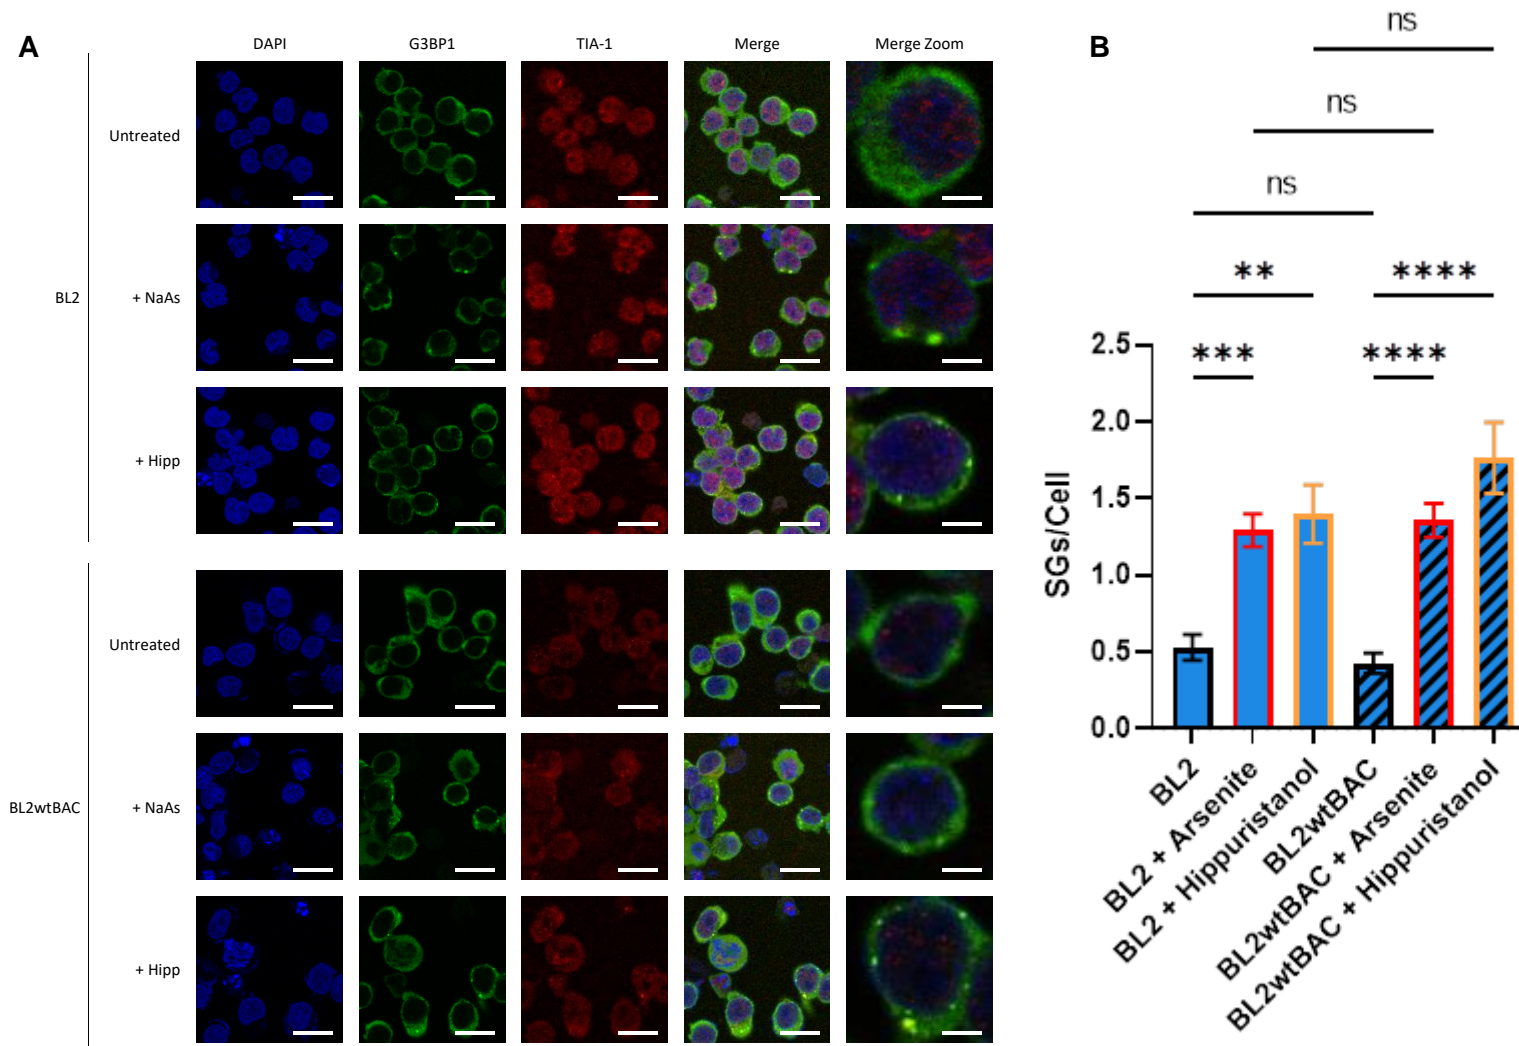 A
DAPI
G3BP1
TIA-1
Merge
Merge Zoom
BL2
Untreated
+ NaAs
+ Hipp
BL2wtBAC
Untreated
+ NaAs
+ Hipp
B
ns
ns
ns
**
****
***
****
SGs/Cell
2.5
2.0
1.5
1.0
0.5
0.0
BL2
BL2 + Arsenite
BL2 + Hippuristanol
BL2wtBAC
BL2wtBAC + Arsenite
BL2wtBAC + Hippuristanol